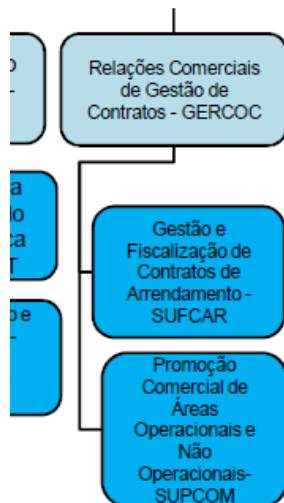 Relações Comerciais
de Gestão de
Contratos - GERCOC
Gestão e
Fiscalização de
Contratos de
Arrendamento -
SUFCAR
Promoção
Comercial de
Áreas
Operacionais e
Não
Operacionais-
SUPCOM